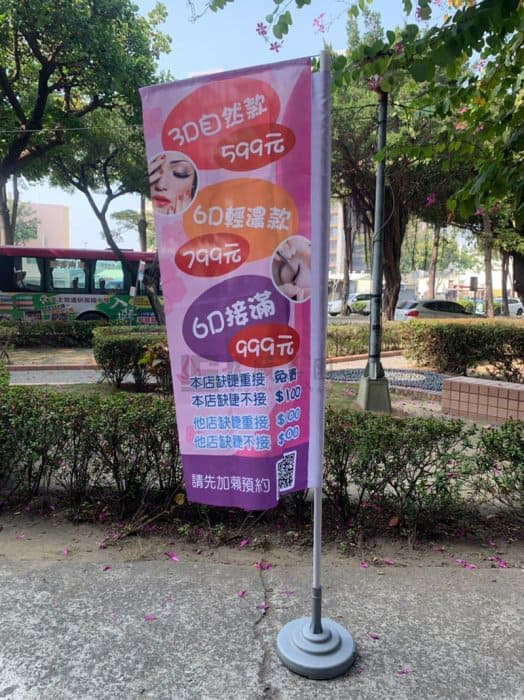 3D自然款
599元
6D輕濃款
799元
6D接滿
999元
本店缺睫重接 免費
本店缺睫不接 $100
他店缺睫重接
他店缺睫不接
請先加賴預約